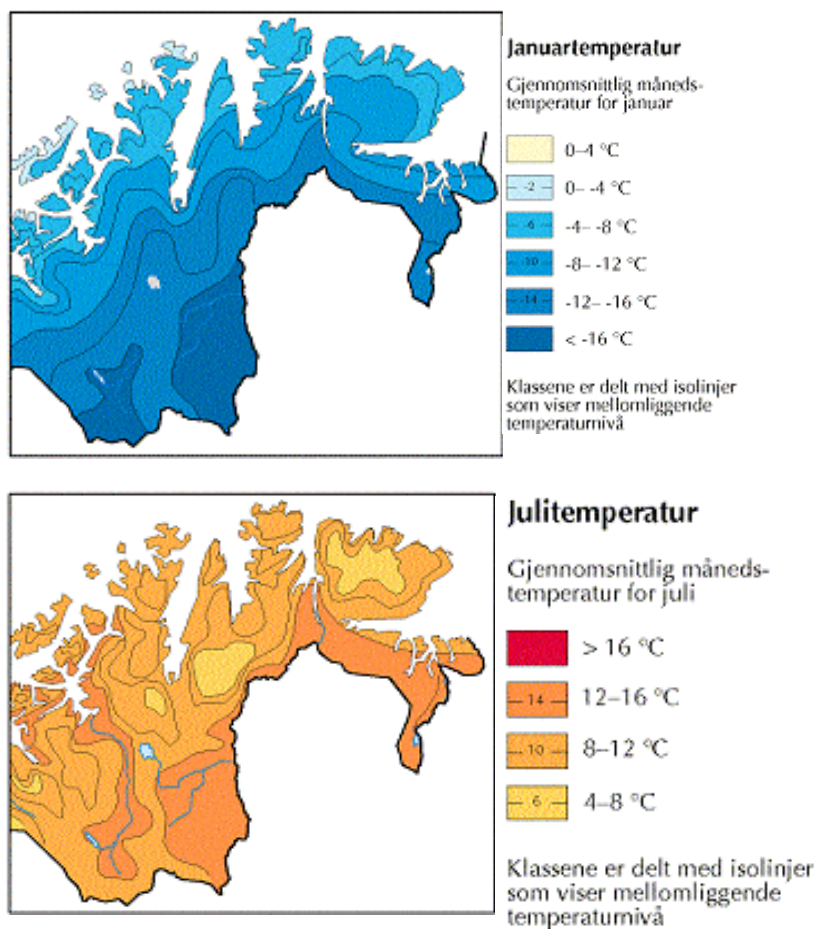 Januartemperatur
Gjennomsnittlig måneds-
temperatur for januar
0–4 °C
-2
0– -4 °C
-6
-4– -8 °C
-10
-8– -12 °C
-14
-12– -16 °C
< -16 °C
Klassene er delt med isolinjer
som viser mellomliggende
temperaturnivå
Julitemperatur
Gjennomsnittlig måneds-
temperatur for juli
> 16 °C
14
12–16 °C
10
8–12 °C
6
4–8 °C
Klassene er delt med isolinjer
som viser mellomliggende
temperaturnivå